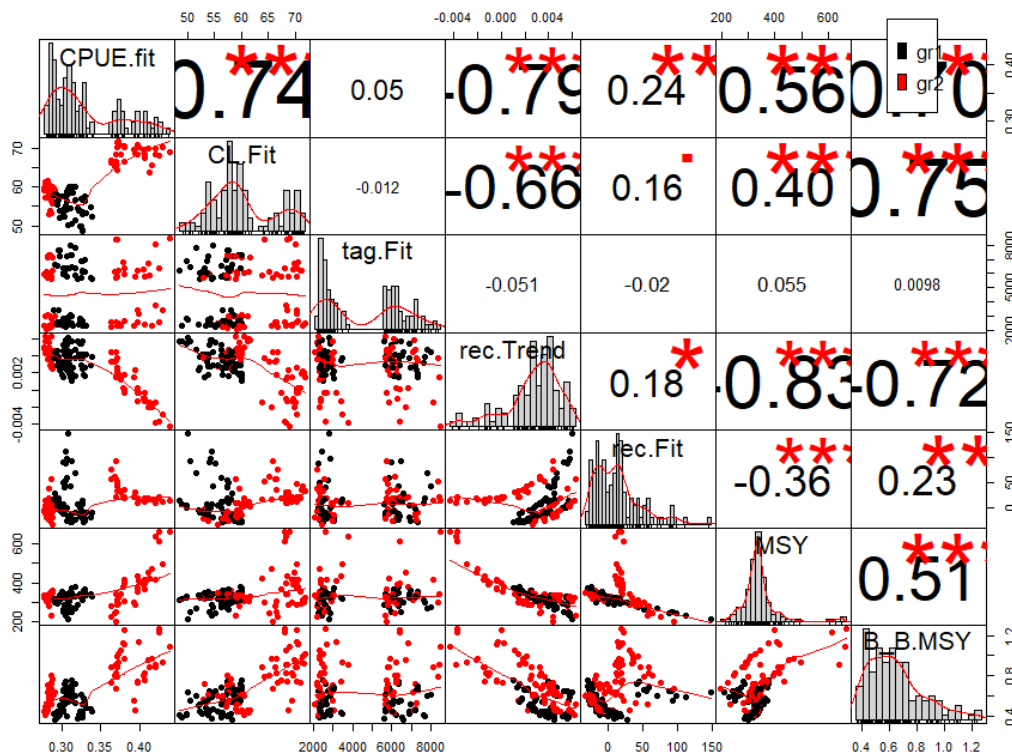 50 55 60 65 70 -0.004 0.000 0.004 200 400 600
CPUE.fit 0.74 0.05 -0.79 0.24 0.56 0.70 0.30 0.40
gr1
gr2
50 60 70 CL.Fit -0.012 -0.66 0.16 0.40 0.75
tag.Fit -0.051 -0.02 0.055 0.0098 2000 5000 8000
-0.004 0.002 rec.Trend 0.18 -0.83 -0.72
rec.Fit -0.36 0.23 0 50 150
200 400 600 MSY 0.51
B_B.MSY 0.4 0.8 1.2
0.30 0.35 0.40 2000 4000 6000 8000 0 50 100 150 0.4 0.6 0.8 1.0 1.2